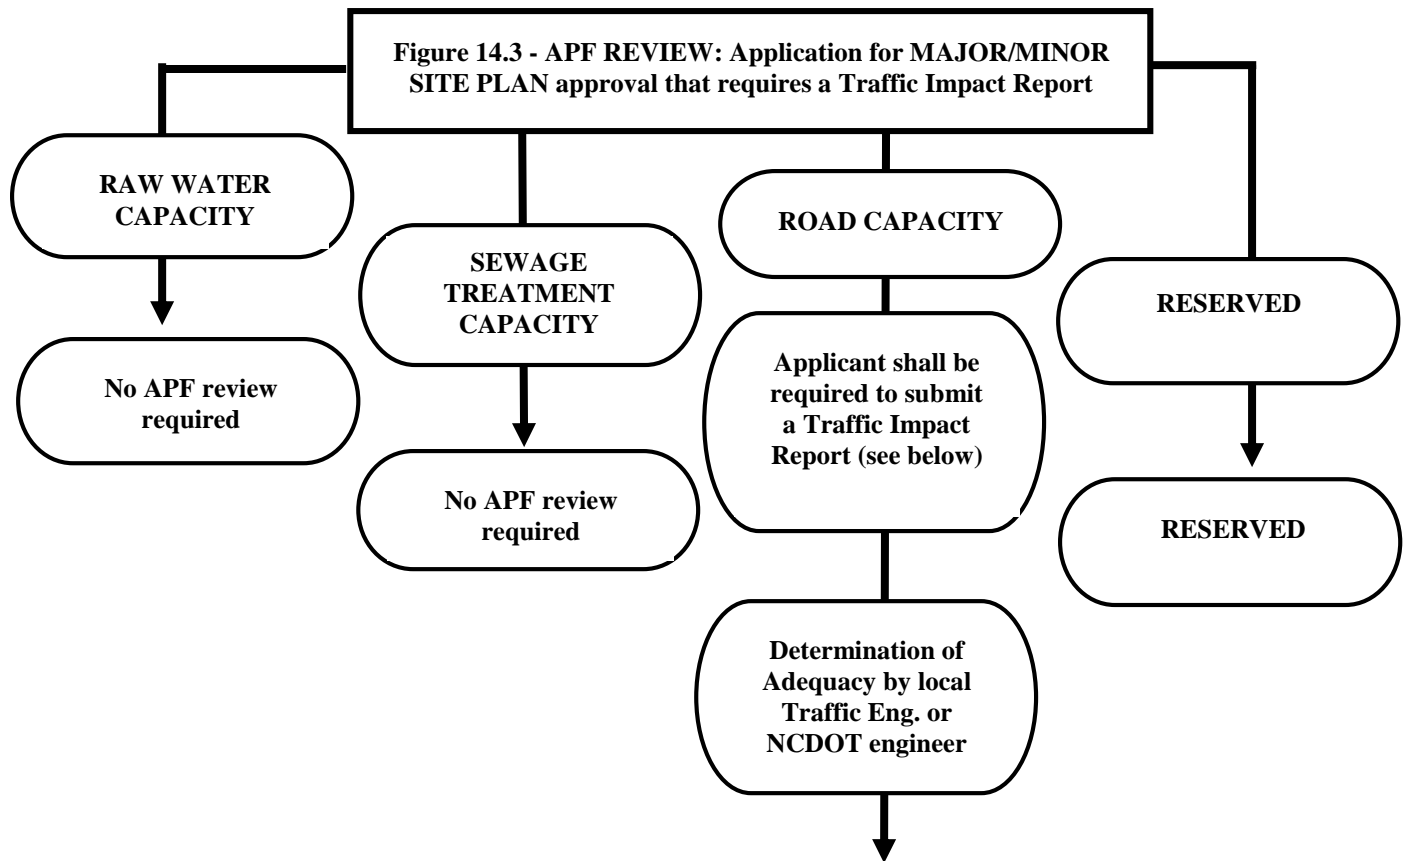 Figure 14.3 - APF REVIEW: Application for MAJOR/MINOR
SITE PLAN approval that requires a Traffic Impact Report
RAW WATER
CAPACITY
No APF review
required
SEWAGE
TREATMENT
CAPACITY
No APF review
required
ROAD CAPACITY
Applicant shall be
required to submit
a Traffic Impact
Report (see below)
Determination of
Adequacy by local
Traffic Eng. or
NCDOT engineer
RESERVED
RESERVED